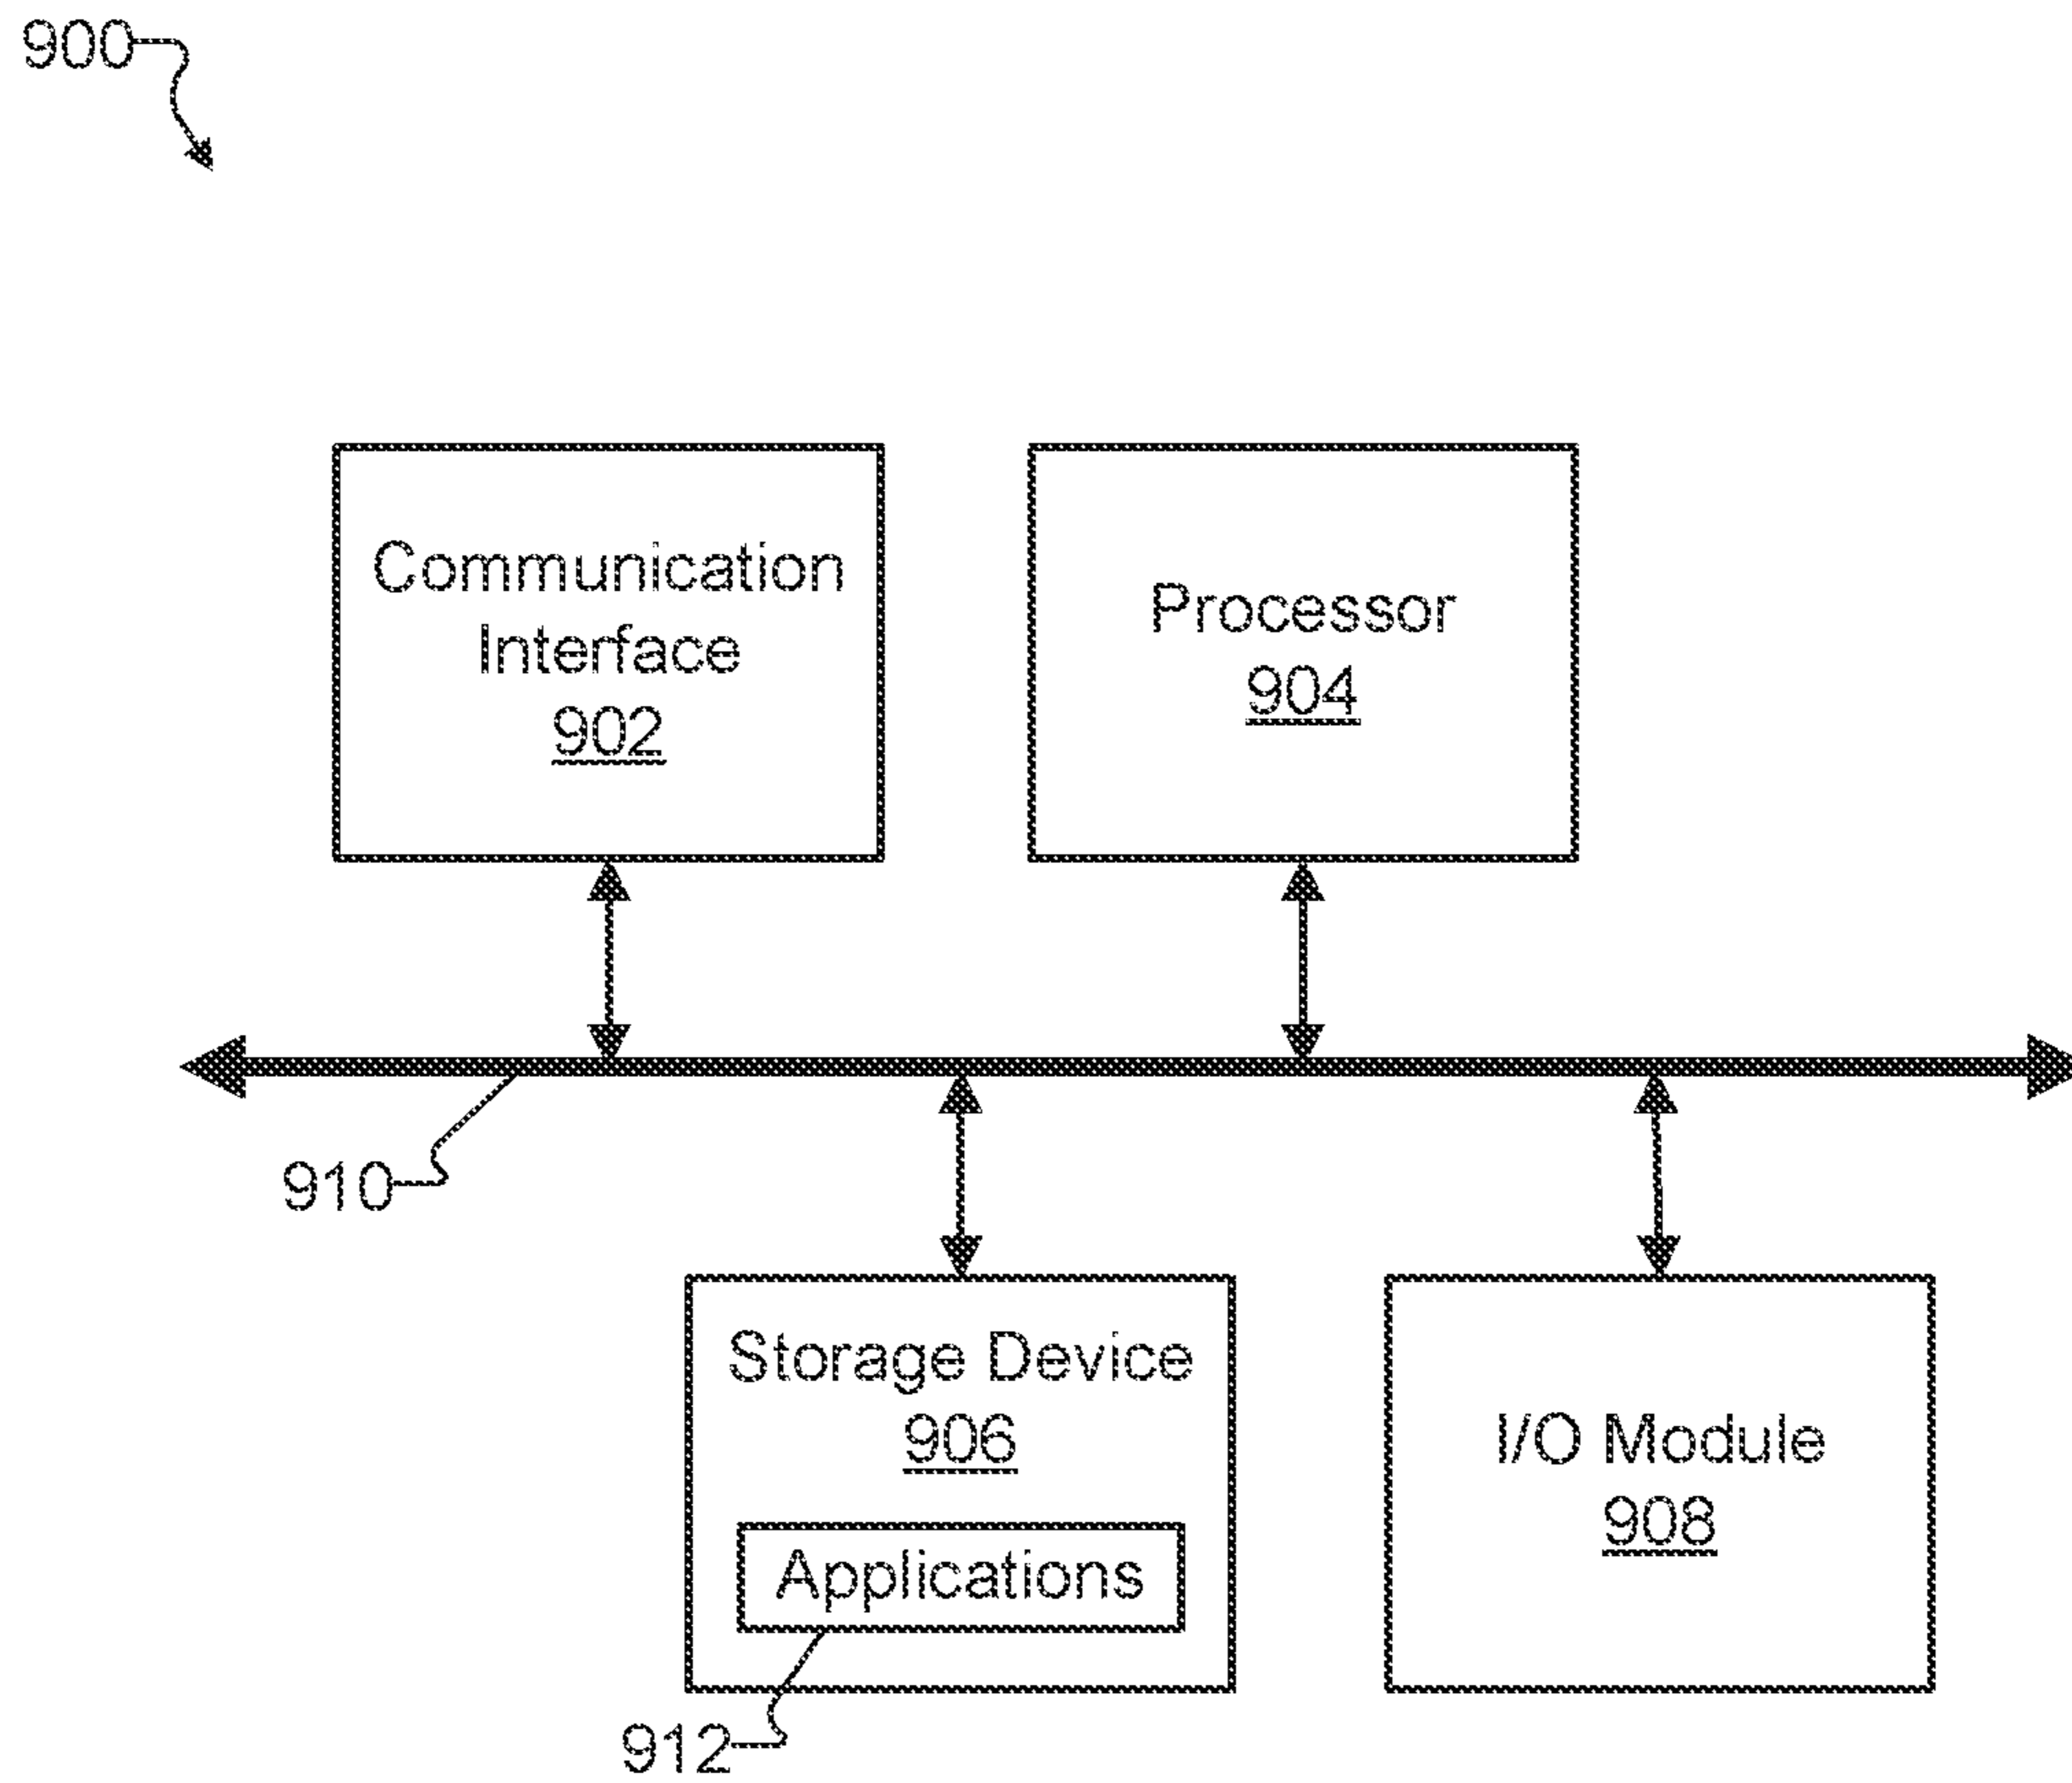 900
Communication
Interface
902
Processor
904
910
Storage Device
906
Applications
912
I/O Module
908